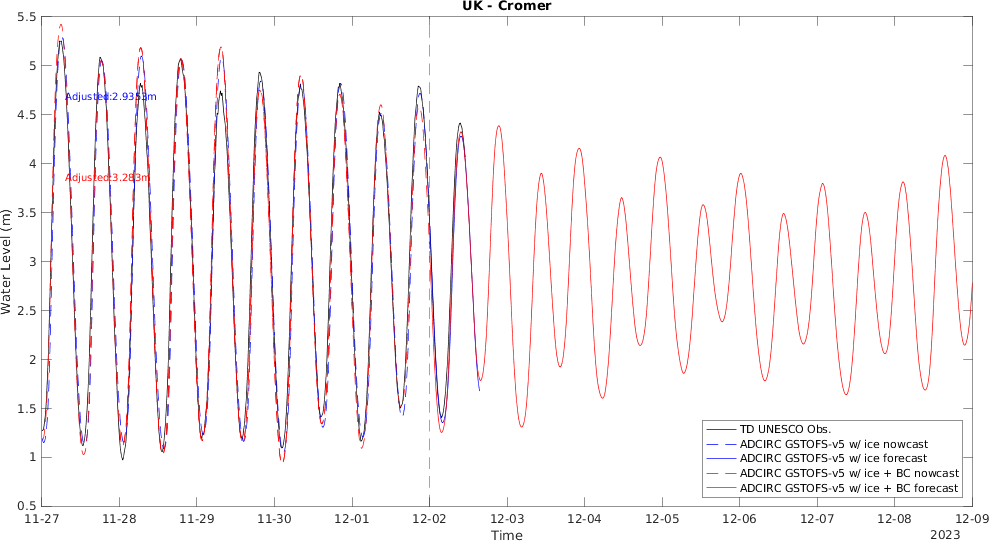 UK - Cromer
5.5
5
4.5
4
3.5
3
2.5
2
1.5
1
0.5
Water Level (m)
Adjusted:2.9353m
Adjusted:3.283m
TD UNESCO Obs.
ADCIRC GSTOFS-v5 w/ ice nowcast
ADCIRC GSTOFS-v5 w/ ice forecast
ADCIRC GSTOFS-v5 w/ ice + BC nowcast
ADCIRC GSTOFS-v5 w/ ice + BC forecast
11-27 11-28 11-29 11-30 12-01 12-02 12-03 12-04 12-05 12-06 12-07 12-08 12-09
Time
2023